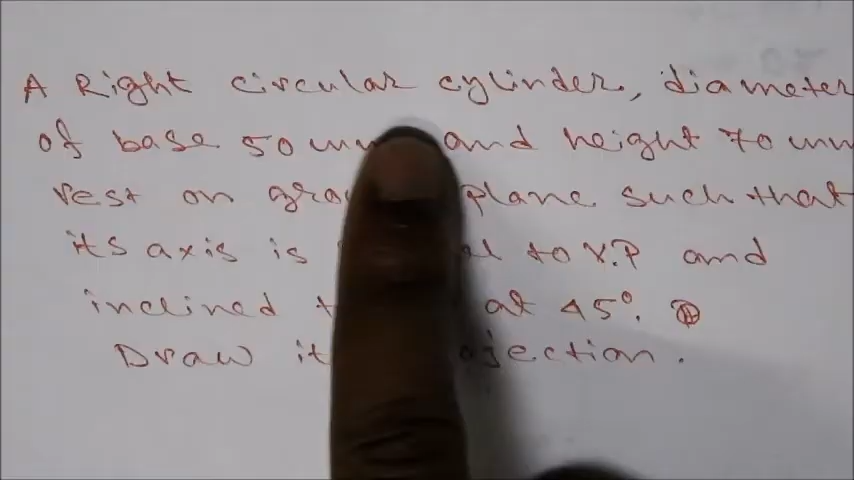 A Right circular cylinder, diameter
of base 50 mm and height 70 mm
rest on plane such that
its axis is to V.P and
inclined at 45°.
Draw